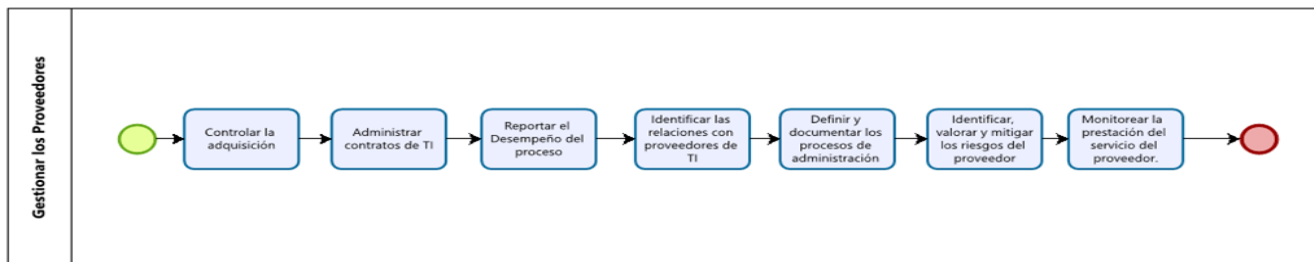 Gestionar los Proveedores
Controlar la
adquisición
Administrar
contratos de TI
Reportar el
Desempeño del
proceso
Identificar las
relaciones con
proveedores de
TI
Definir y
documentar los
procesos de
administración
Identificar,
valorar y mitigar
los riesgos del
proveedor
Monitorear la
prestación del
servicio del
proveedor.